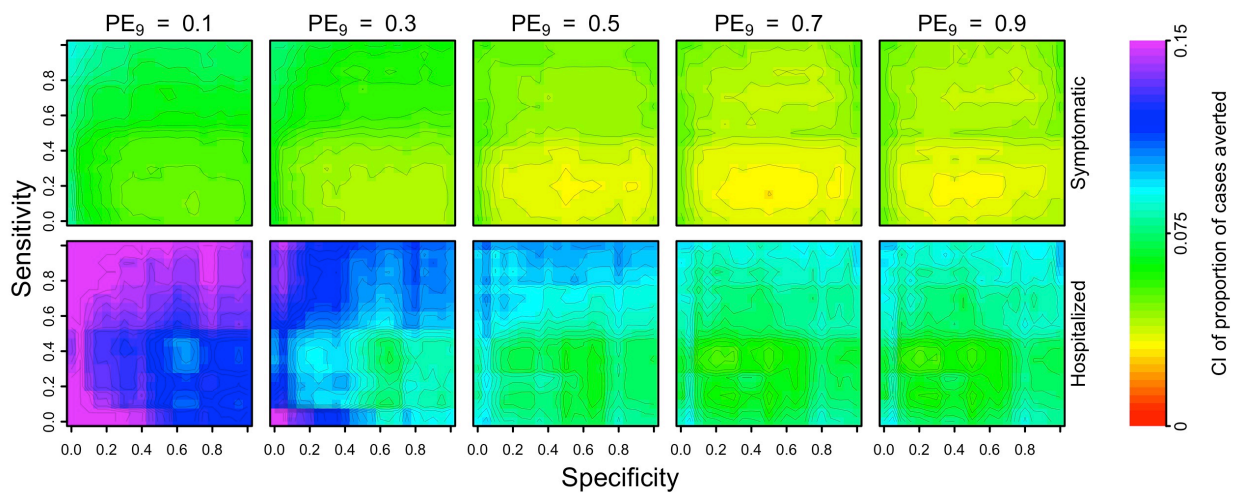 PE9 = 0.1 PE9 = 0.3 PE9 = 0.5 PE9 = 0.7 PE9 = 0.9
Sensitivity
0.0 0.2 0.4 0.6 0.8
Symptomatic
0.0 0.2 0.4 0.6 0.8
Hospitalized
0.0 0.2 0.4 0.6 0.8 0.0 0.2 0.4 0.6 0.8 0.0 0.2 0.4 0.6 0.8 0.0 0.2 0.4 0.6 0.8 0.0 0.2 0.4 0.6 0.8
Specificity
0 0.075 0.15
CI of proportion of cases averted